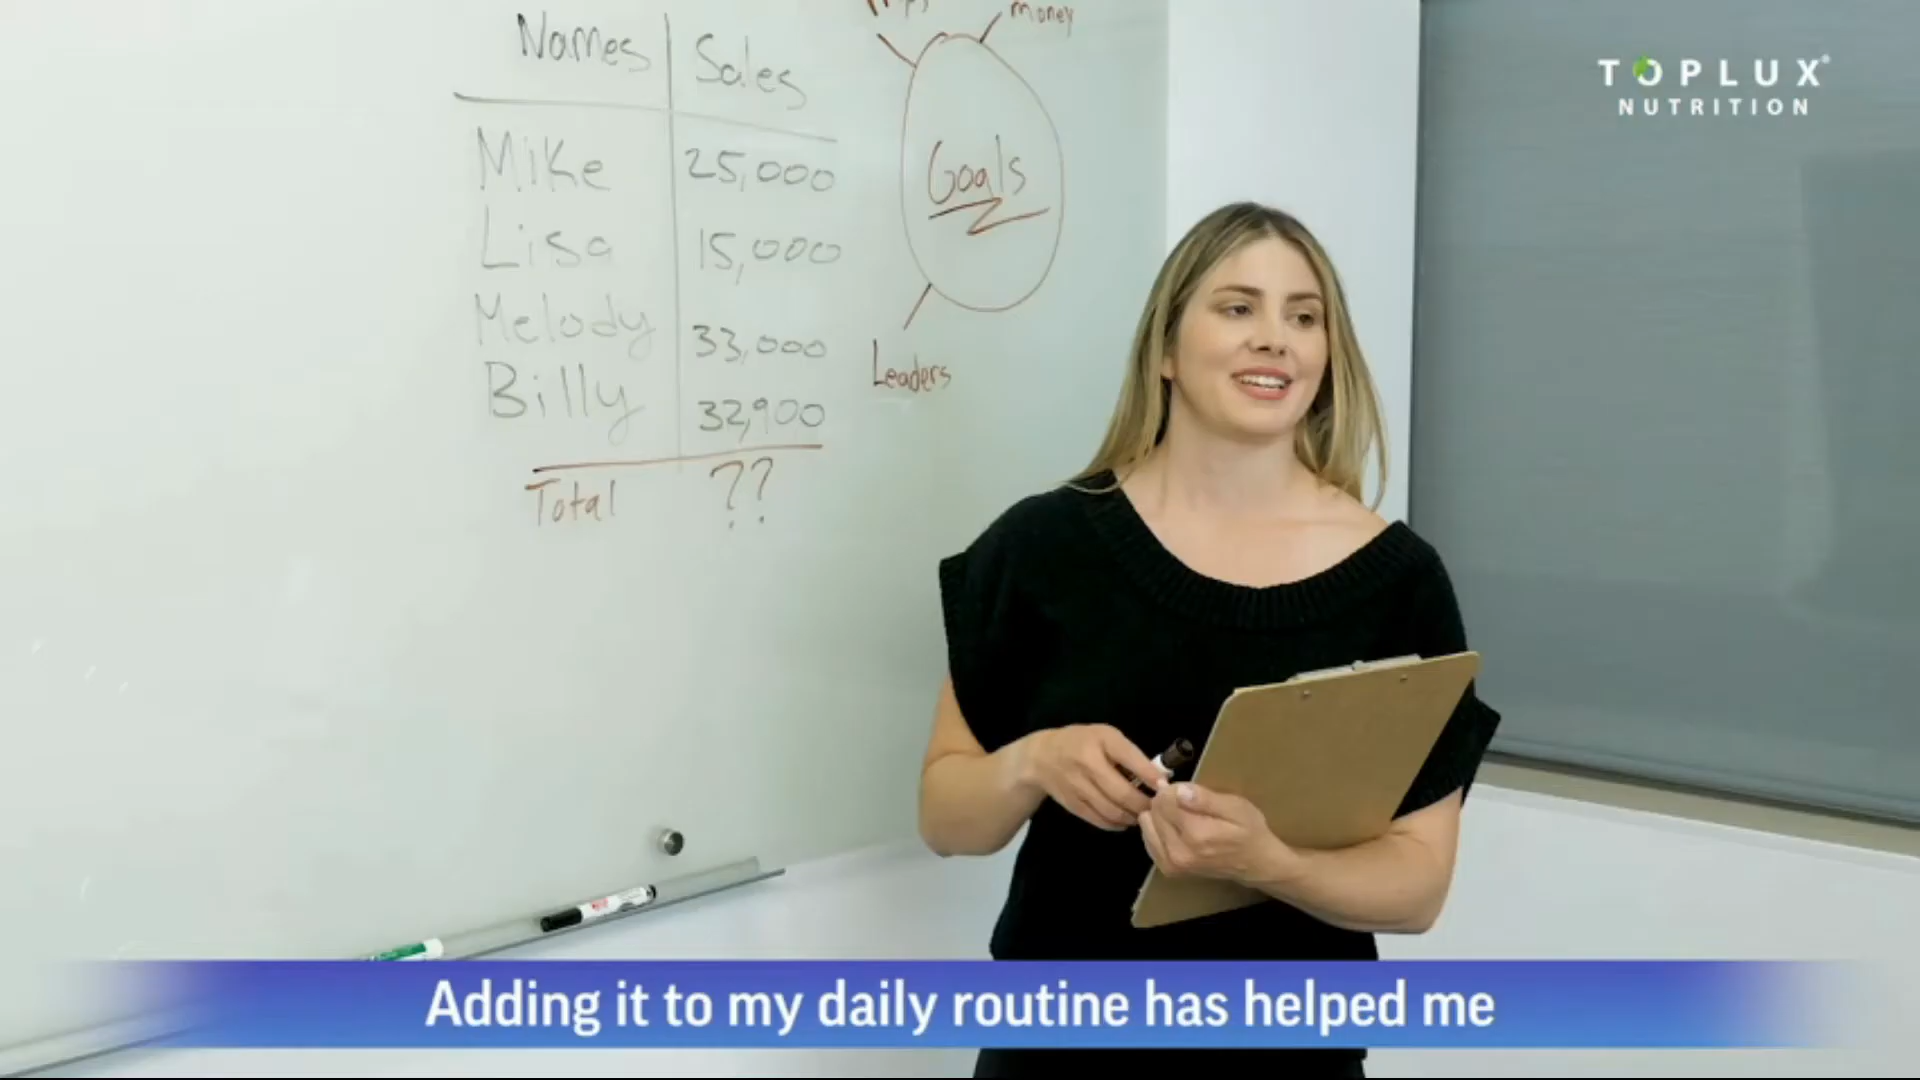 Names Sales
Mike 25,000
Lisa 15,000
Melody 33,000
Billy 32,900
Total ??
money
Goals
Leaders
TOPLUX®
NUTRITION
Adding it to my daily routine has helped me